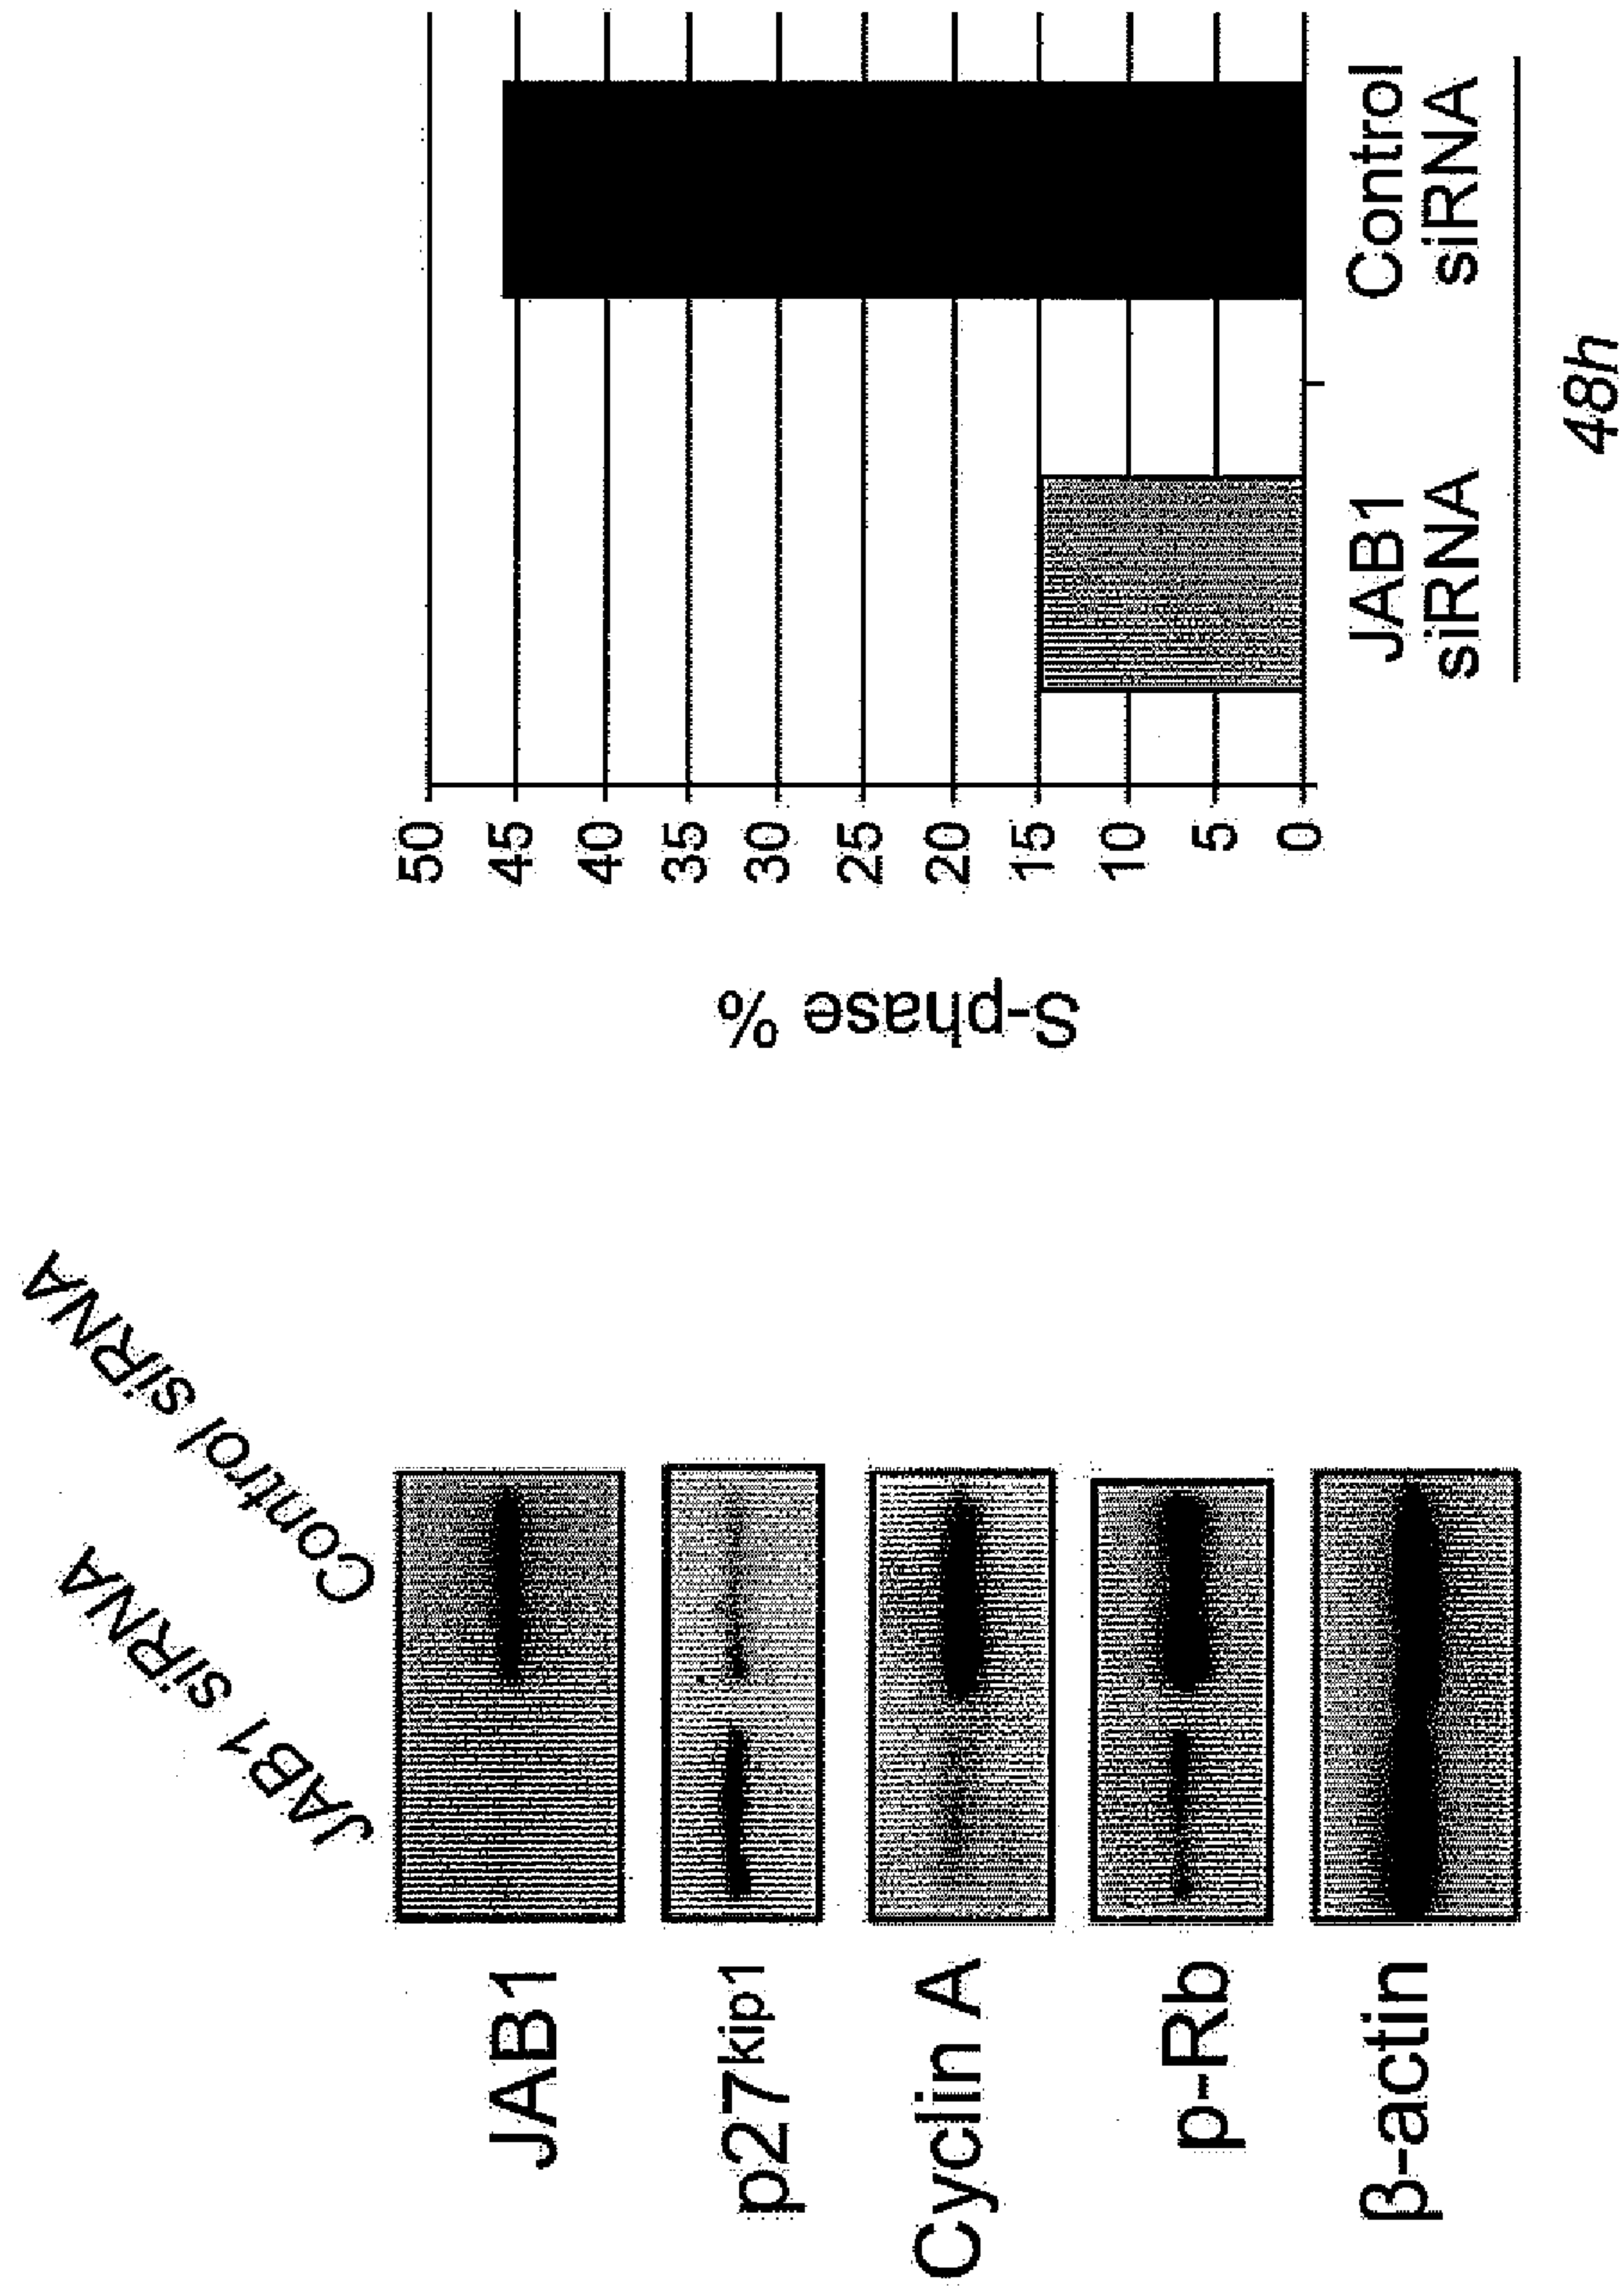 JAB1 siRNA
Control siRNA
JAB1
p27kip1
Cyclin A
p-Rb
β-actin
S-phase %
50
45
40
35
30
25
20
15
10
5
0
JAB1
siRNA
Control
siRNA
48h